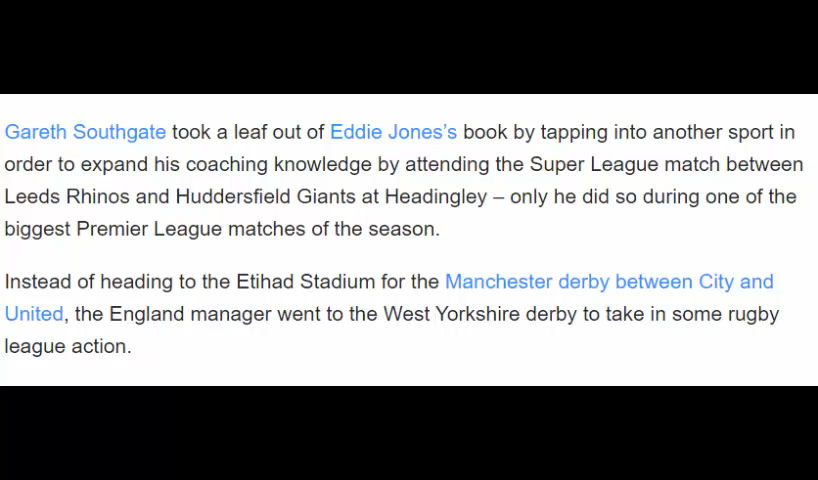 Gareth Southgate took a leaf out of Eddie Jones's book by tapping into another sport in
order to expand his coaching knowledge by attending the Super League match between
Leeds Rhinos and Huddersfield Giants at Headingley – only he did so during one of the
biggest Premier League matches of the season.
Instead of heading to the Etihad Stadium for the Manchester derby between City and
United, the England manager went to the West Yorkshire derby to take in some rugby
league action.